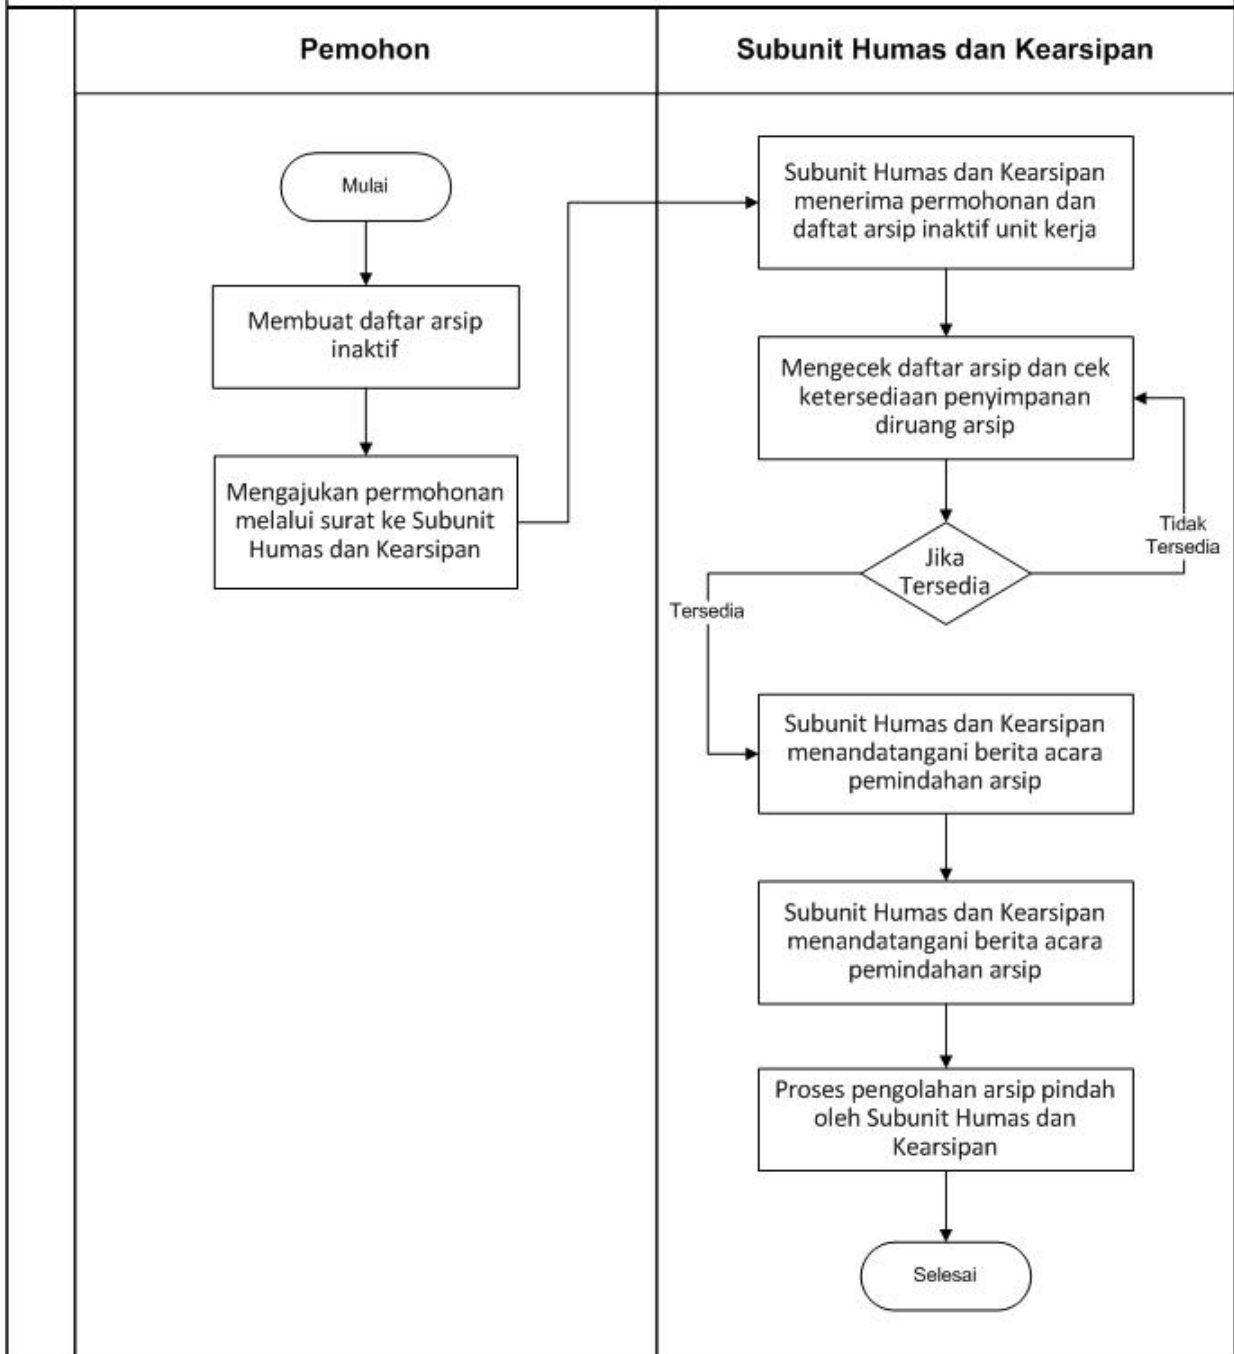 Pemohon
Subunit Humas dan Kearsipan
Mulai
Membuat daftar arsip
inaktif
Mengajukan permohonan
melalui surat ke Subunit
Humas dan Kearsipan
Subunit Humas dan Kearsipan
menerima permohonan dan
daftat arsip inaktif unit kerja
Mengecek daftar arsip dan cek
ketersediaan penyimpanan
diruang arsip
Jika
Tersedia
Tidak
Tersedia
Tersedia
Subunit Humas dan Kearsipan
menandatangani berita acara
pemindahan arsip
Subunit Humas dan Kearsipan
menandatangani berita acara
pemindahan arsip
Proses pengolahan arsip pindah
oleh Subunit Humas dan
Kearsipan
Selesai